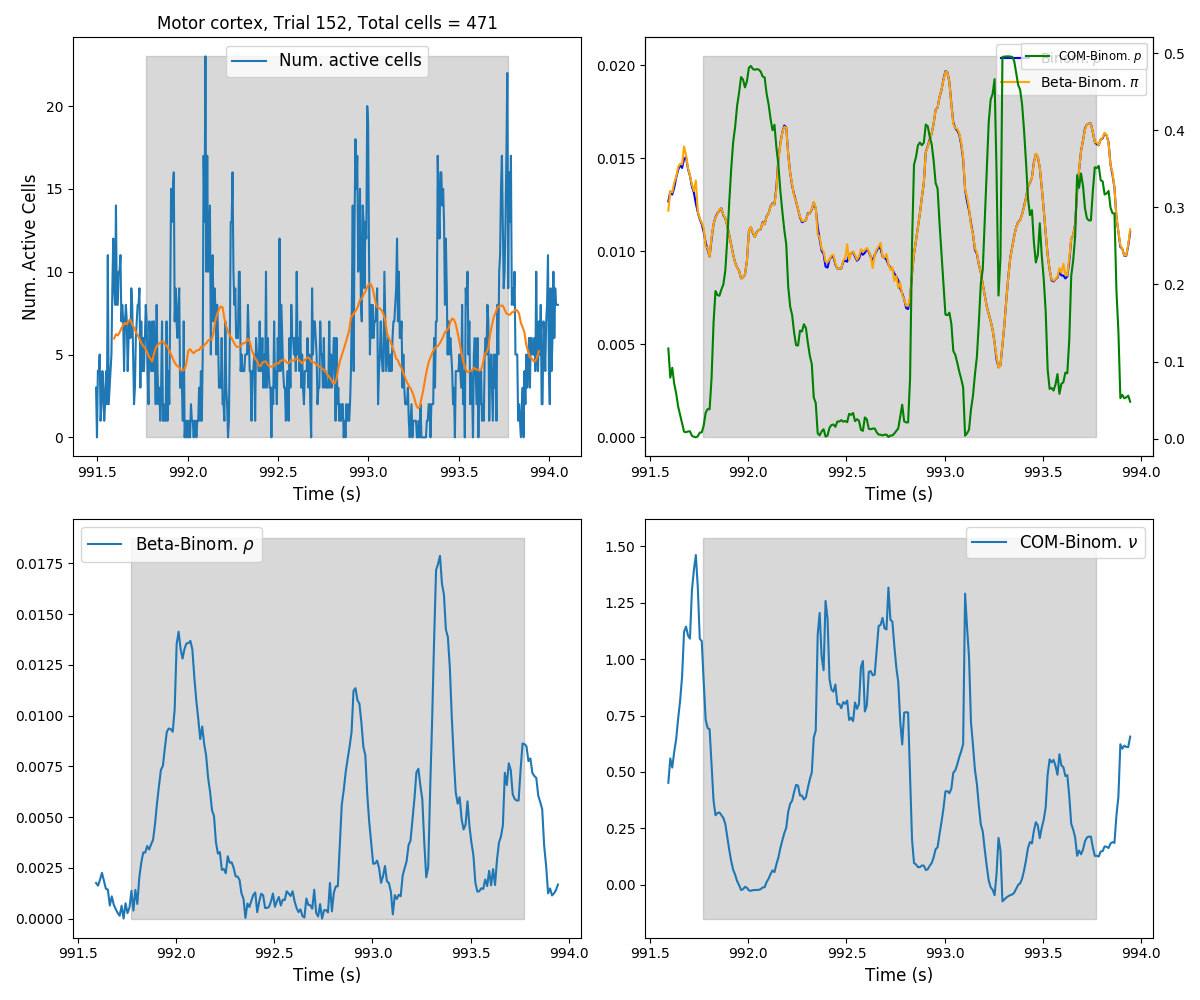 Motor cortex, Trial 152, Total cells = 471
Num. active cells
Num. Active Cells
20
15
10
5
0
991.5 992.0 992.5 993.0 993.5 994.0
Time (s)
COM-Binom. p
Beta-Binom. π
0.020
0.015
0.010
0.005
0.000
0.5
0.4
0.3
0.2
0.1
0.0
991.5 992.0 992.5 993.0 993.5 994.0
Time (s)
Beta-Binom. ρ
0.0175
0.0150
0.0125
0.0100
0.0075
0.0050
0.0025
0.0000
991.5 992.0 992.5 993.0 993.5 994.0
Time (s)
COM-Binom. ν
1.50
1.25
1.00
0.75
0.50
0.25
0.00
991.5 992.0 992.5 993.0 993.5 994.0
Time (s)